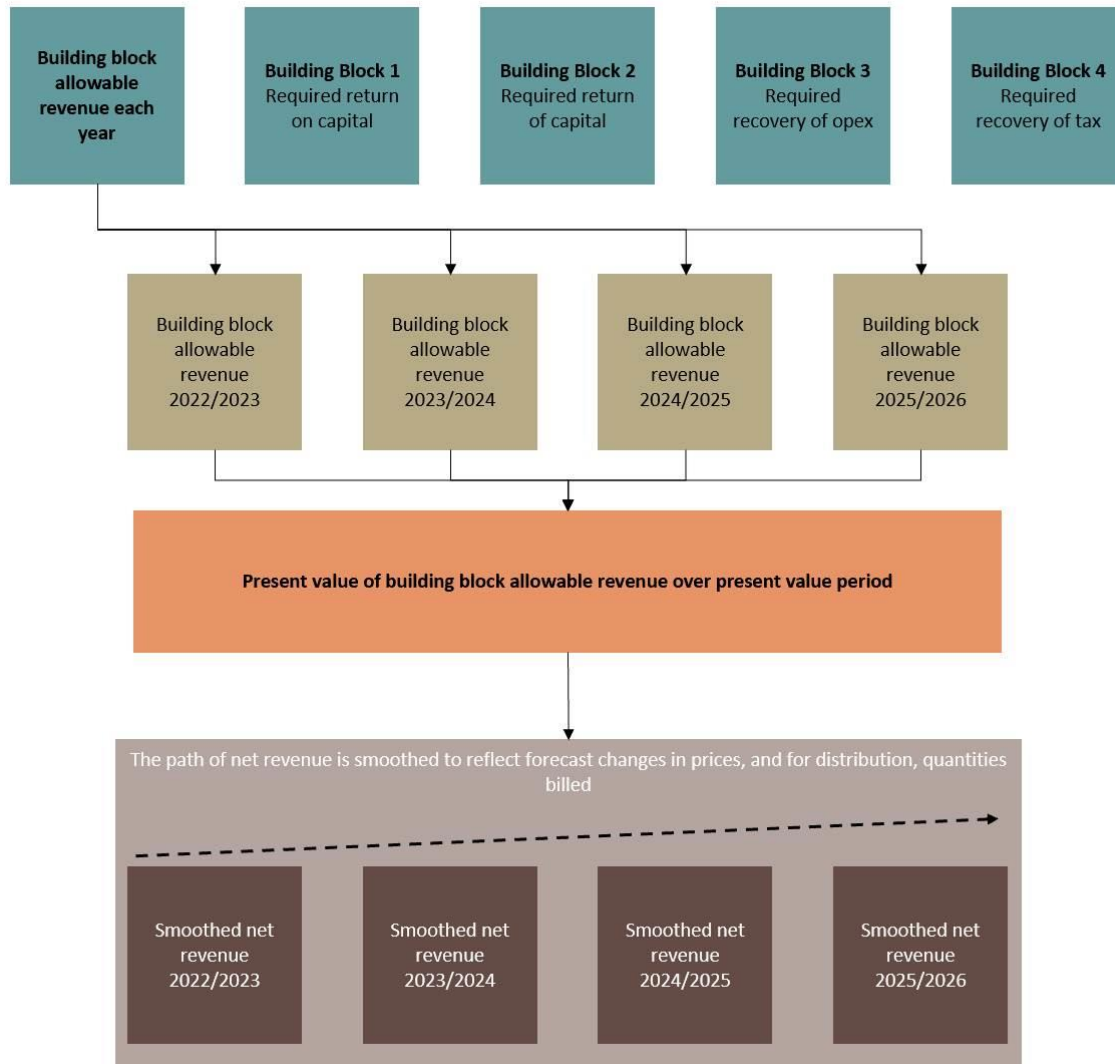 Building block
allowable
revenue each
year
Building Block 1
Required return
on capital
Building Block 2
Required return
of capital
Building Block 3
Required
recovery of opex
Building Block 4
Required
recovery of tax
Building block
allowable
revenue
2022/2023
Building block
allowable
revenue
2023/2024
Building block
allowable
revenue
2024/2025
Building block
allowable
revenue
2025/2026
Present value of building block allowable revenue over present value period
The path of net revenue is smoothed to reflect forecast changes in prices, and for distribution, quantities
billed
Smoothed net
revenue
2022/2023
Smoothed net
revenue
2023/2024
Smoothed net
revenue
2024/2025
Smoothed net
revenue
2025/2026